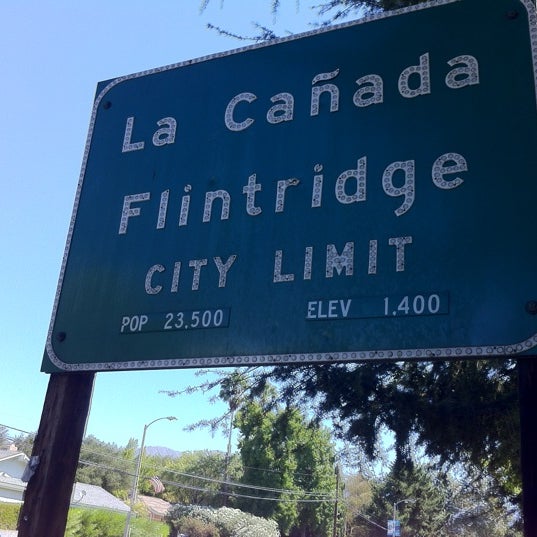 La Cañada
Flintridge
CITY LIMIT
POP 23,500 ELEV 1,400